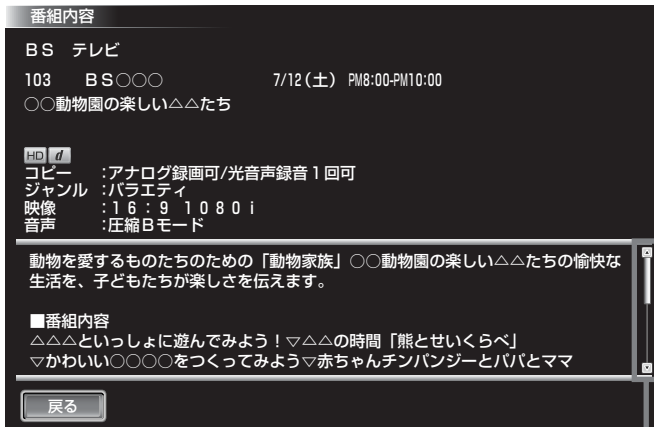 番組内容
BS テレビ
103 BS○○○ 7/12(土) PM8:00-PM10:00
○○動物園の楽しい△△たち
HD d
コピー :アナログ録画可/光音声録音1回可
ジャンル :バラエティ
映像 :16:9 1080i
音声 :圧縮Bモード
動物を愛するものたちのための「動物家族」○○動物園の楽しい△△たちの愉快な
生活を、子どもたちが楽しさを伝えます。
■番組内容
△△△といっしょに遊んでみよう!▽△△の時間「熊とせいくらべ」
▽かわいい○○○○をつくってみよう▽赤ちゃんチンパンジーとパパとママ
戻る